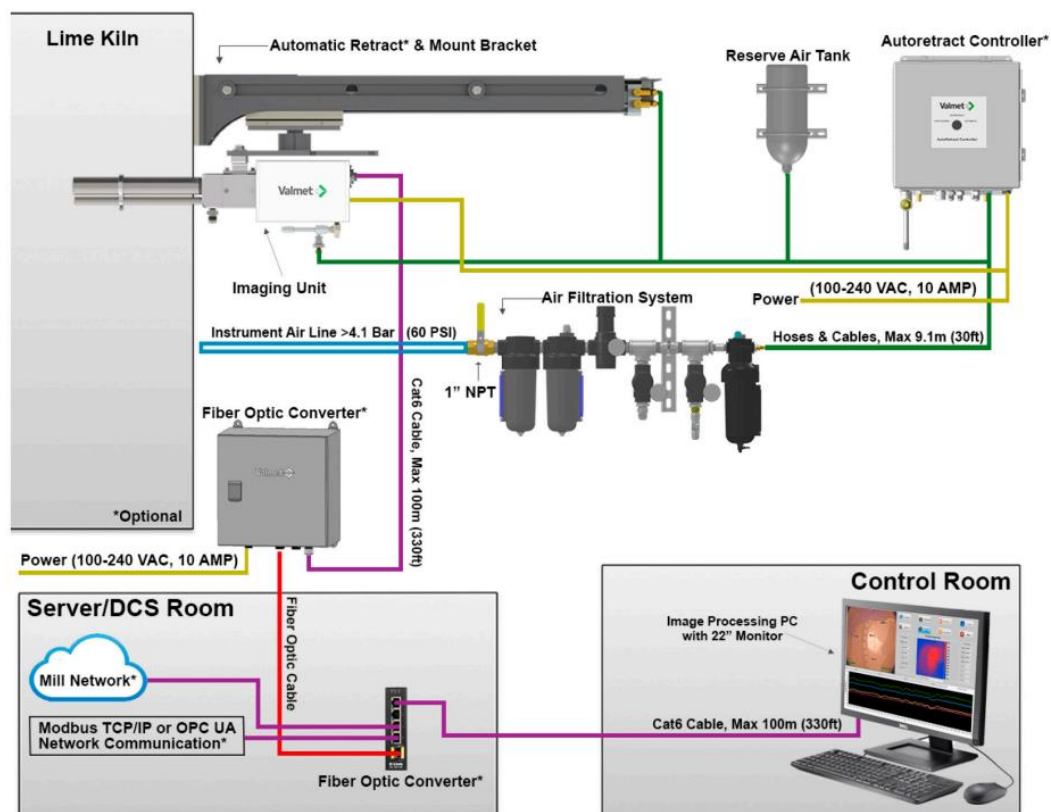 Lime Kiln
Automatic Retract* & Mount Bracket
Reserve Air Tank
Autoretract Controller*
Valmet
AutoRetract Controller
Valmet
Imaging Unit
Air Filtration System
Power
(100-240 VAC, 10 AMP)
Instrument Air Line >4.1 Bar (60 PSI)
Hoses & Cables, Max 9.1m (30ft)
1” NPT
Cat6 Cable, Max 100m (330ft)
Fiber Optic Converter*
Valmet
*Optional
Power (100-240 VAC, 10 AMP)
Server/DCS Room
Fiber Optic Cable
Mill Network*
Modbus TCP/IP or OPC UA
Network Communication*
Fiber Optic Converter*
Control Room
Image Processing PC
with 22” Monitor
Cat6 Cable, Max 100m (330ft)